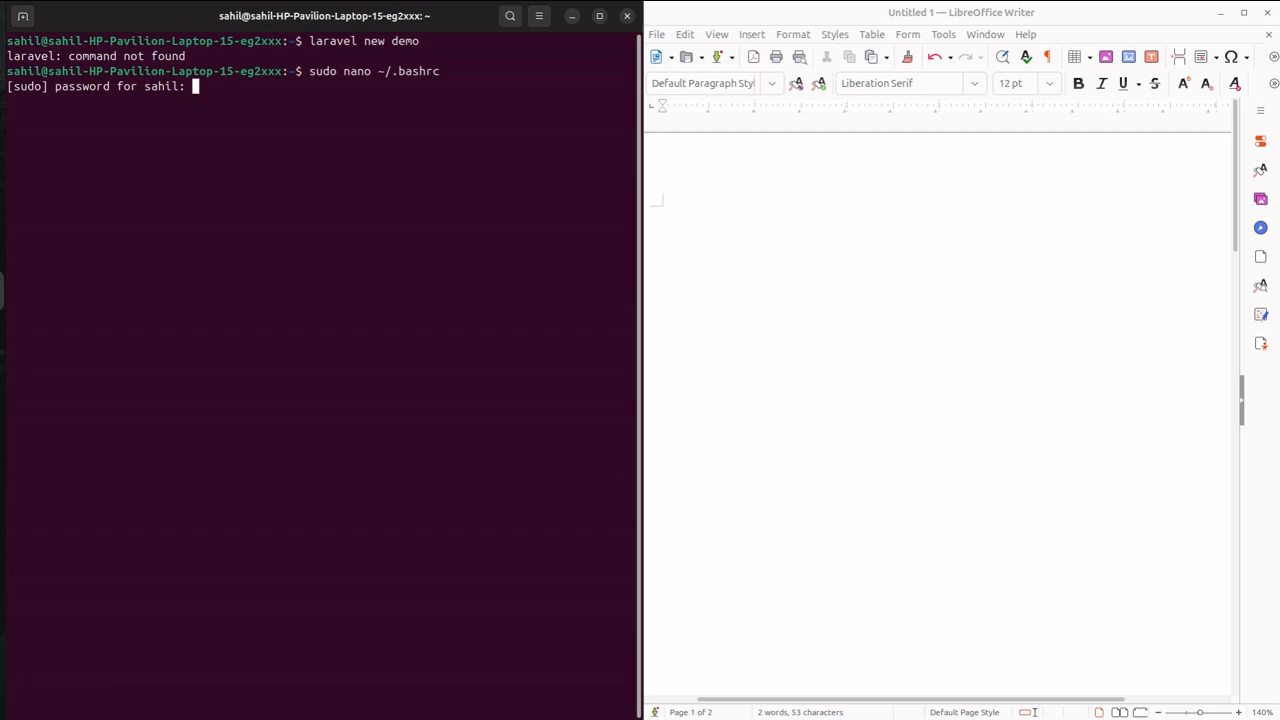 sahil@sahil-HP-Pavilion-Laptop-15-eg2xxx: ~
sahil@sahil-HP-Pavilion-Laptop-15-eg2xxx:~$ laravel new demo
laravel: command not found
sahil@sahil-HP-Pavilion-Laptop-15-eg2xxx:~$ sudo nano ~/.bashrc
[sudo] password for sahil:
Untitled 1 — LibreOffice Writer
File Edit View Insert Format Styles Table Form Tools Window Help
Default Paragraph Styl
Liberation Serif
12 pt
Page 1 of 2
2 words, 53 characters
Default Page Style
140%